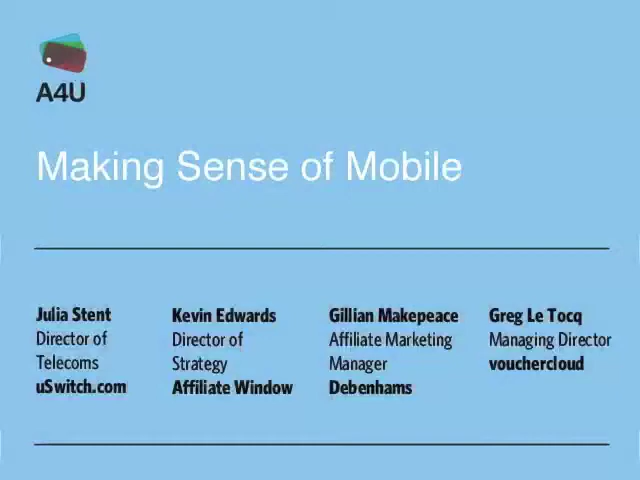 A4U
Making Sense of Mobile
Julia Stent
Director of
Telecoms
uSwitch.com
Kevin Edwards
Director of
Strategy
Affiliate Window
Gillian Makepeace
Affiliate Marketing
Manager
Debenhams
Greg Le Tocq
Managing Director
vouchercloud